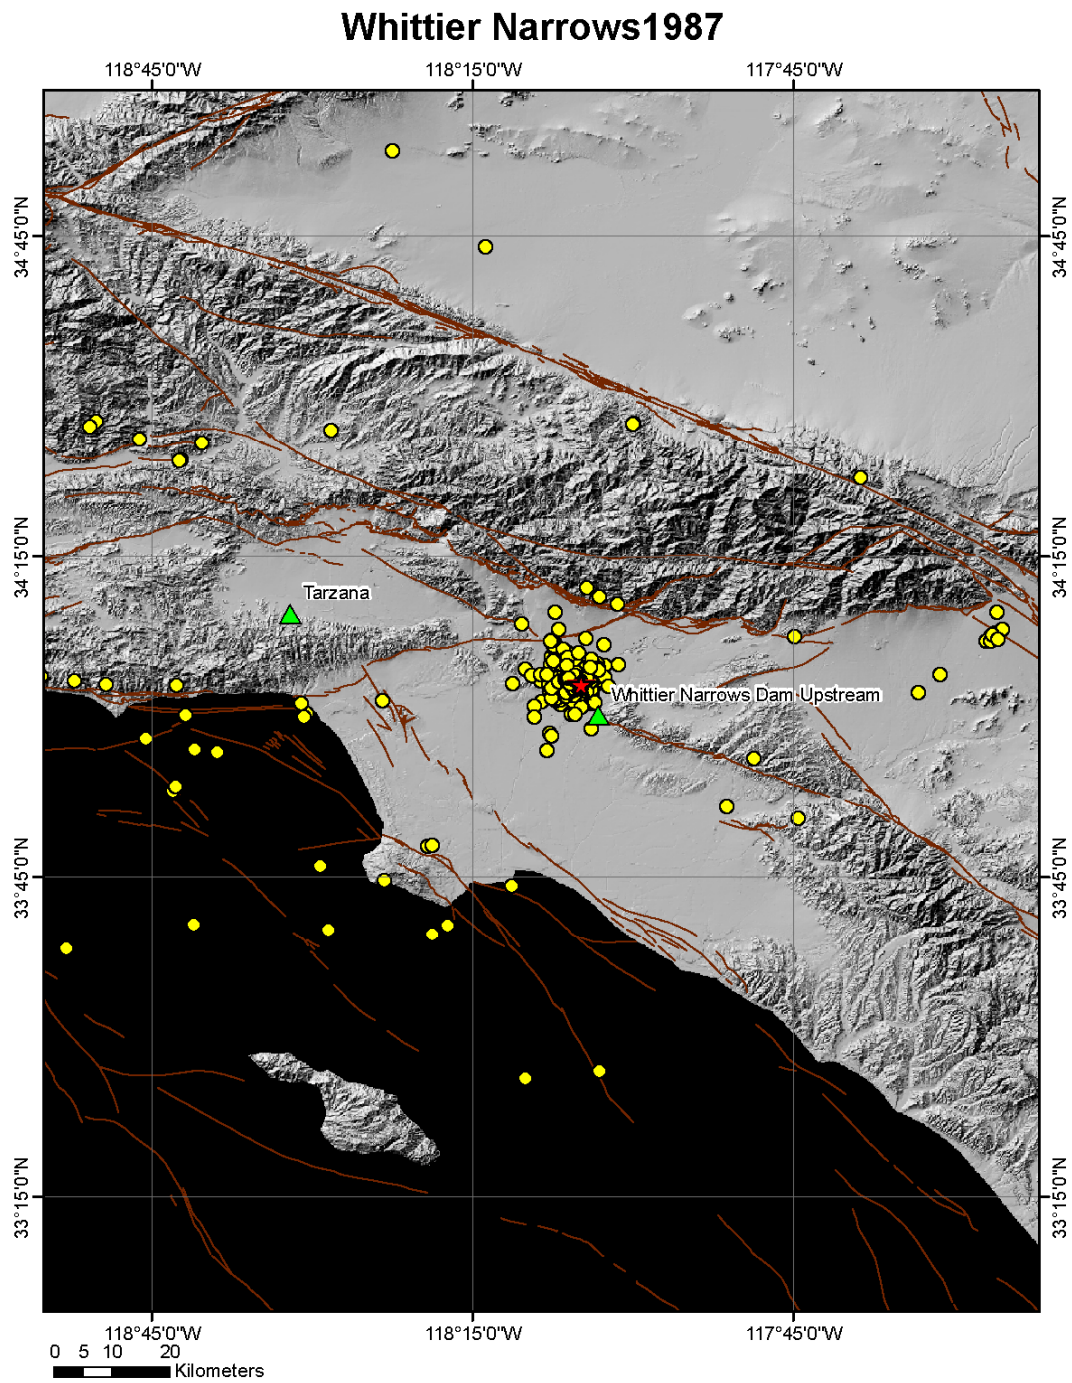 Whittier Narrows1987
118°45'0"W 118°15'0"W 117°45'0"W
34°45'0"N 34°45'0"N
34°15'0"N 34°15'0"N
Tarzana
Whittier Narrows Dam Upstream
33°45'0"N 33°45'0"N
33°15'0"N 33°15'0"N
118°45'0"W 118°15'0"W 117°45'0"W
0 5 10 20
Kilometers